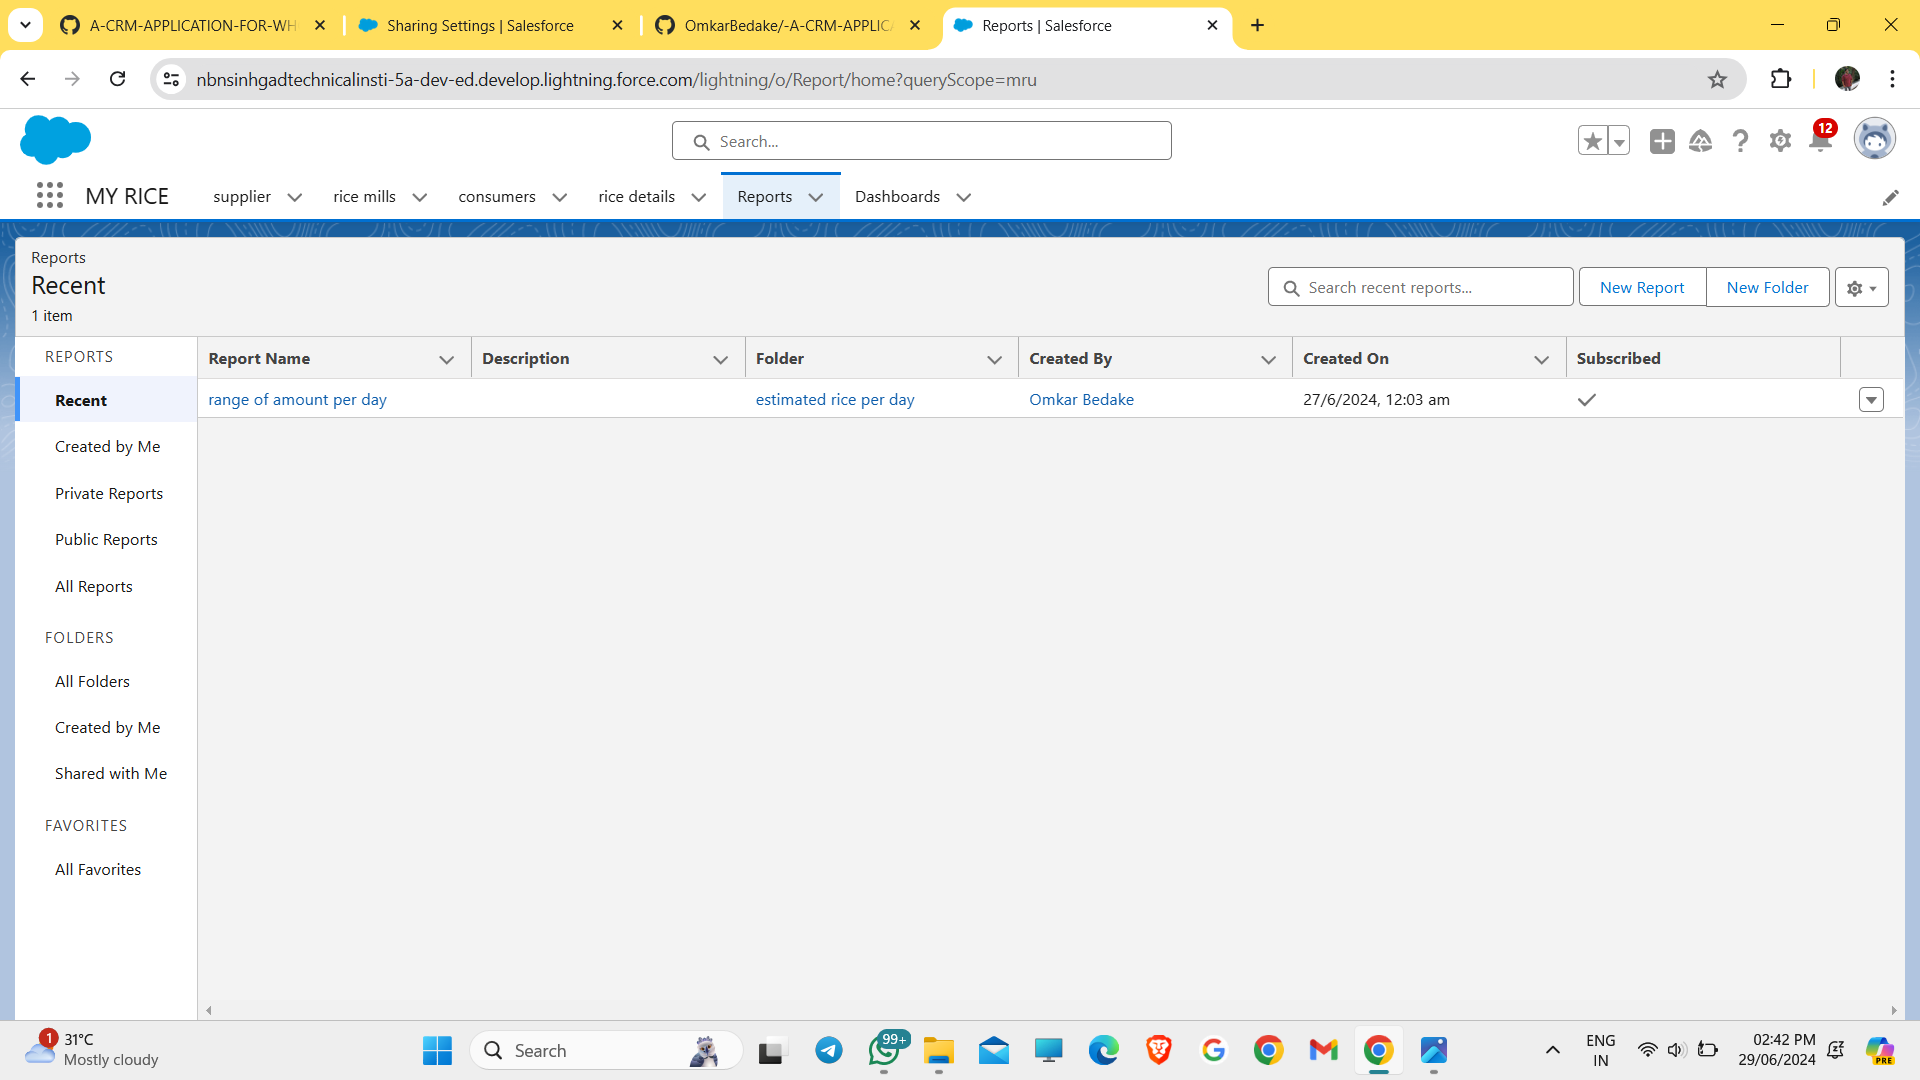 A-CRM-APPLICATION-FOR-WH
Sharing Settings | Salesforce
OmkarBedake/-A-CRM-APPLICA
Reports | Salesforce
nbnsinhgadtechnicalinsti-5a-dev-ed.develop.lightning.force.com/lightning/o/Report/home?queryScope=mru
Search...
12
MY RICE
supplier
rice mills
consumers
rice details
Reports
Dashboards
Reports
Recent
1 item
Search recent reports...
New Report
New Folder
REPORTS
Recent
Created by Me
Private Reports
Public Reports
All Reports
FOLDERS
All Folders
Created by Me
Shared with Me
FAVORITES
All Favorites
Report Name Description Folder Created By Created On Subscribed
range of amount per day estimated rice per day Omkar Bedake 27/6/2024, 12:03 am
1
31°C
Mostly cloudy
Search
99+
ENG
IN
02:42 PM
29/06/2024
PRE